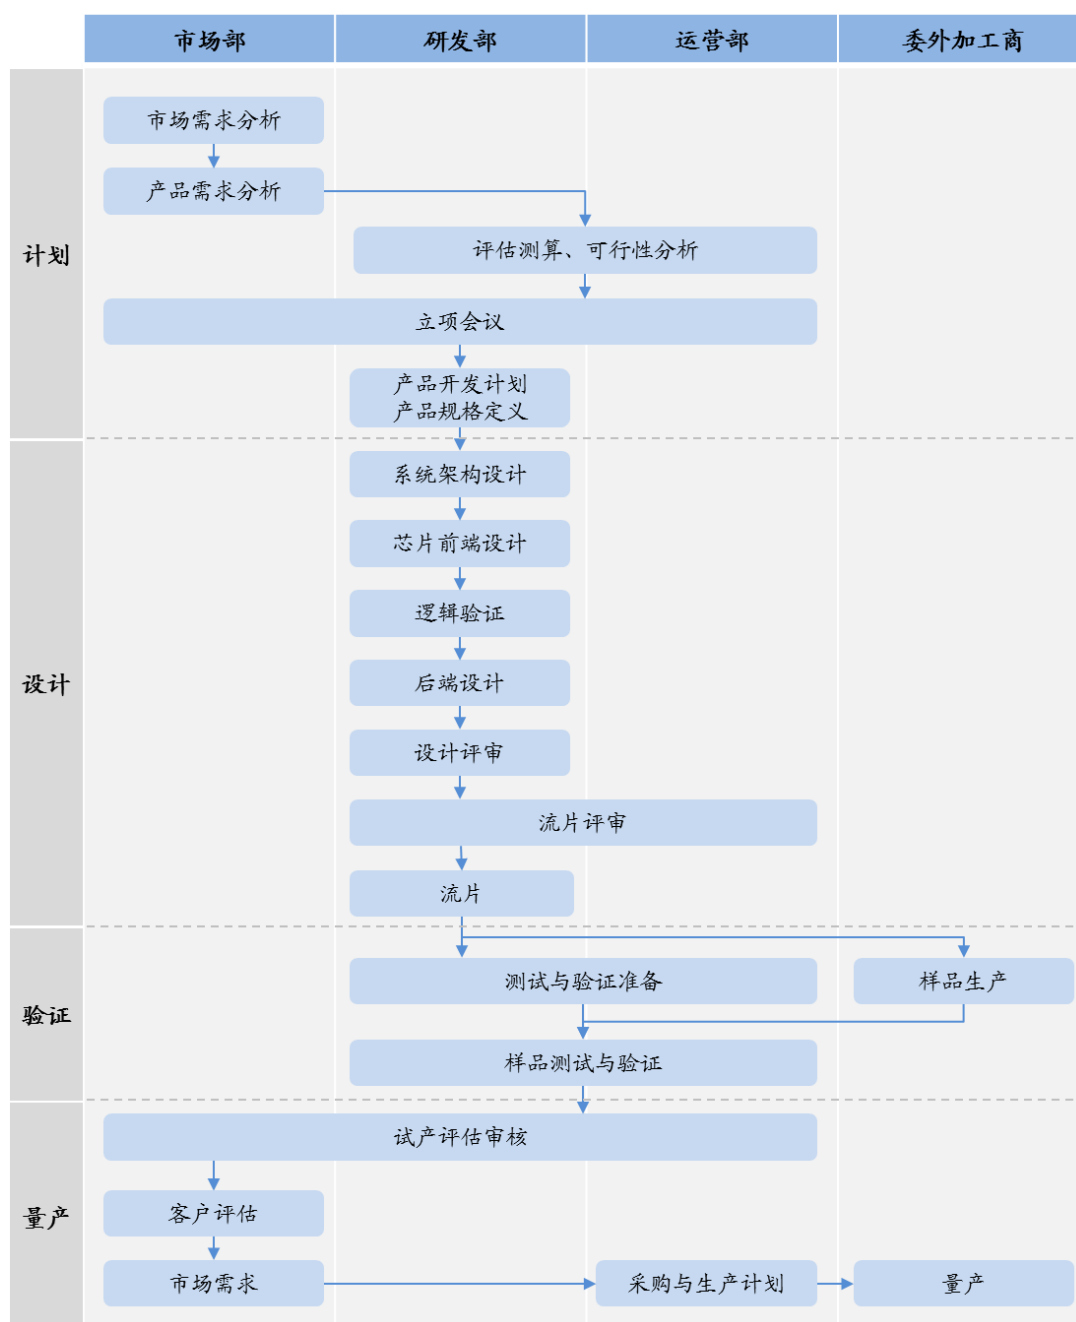 市场部
研发部
运营部
委外加工商
计划
市场需求分析
产品需求分析
评估测算、可行性分析
立项会议
产品开发计划
产品规格定义
设计
系统架构设计
芯片前端设计
逻辑验证
后端设计
设计评审
流片评审
流片
验证
测试与验证准备
样品生产
样品测试与验证
量产
试产评估审核
客户评估
市场需求
采购与生产计划
量产